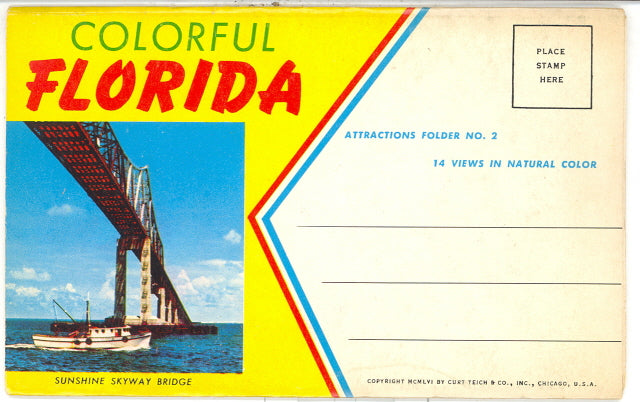 COLORFUL
FLORIDA
PLACE
STAMP
HERE
ATTRACTIONS FOLDER NO. 2
14 VIEWS IN NATURAL COLOR
SUNSHINE SKYWAY BRIDGE
COPYRIGHT MCMLVI BY CURT TEICH & CO., INC., CHICAGO, U.S.A.